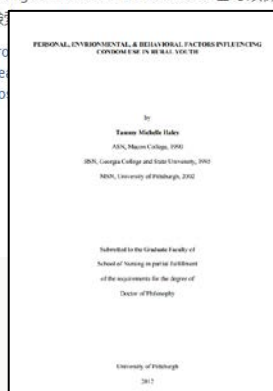 PERSONAL, ENVRIONMENTAL, & BEHAVIORAL FACTORS INFLUENCING
CONDOM USE IN RURAL YOUTH
by
Tammy Michelle Haley
ASN, Macon College, 1990
BSN, Georgia College and State University, 1995
MSN, University of Pittsburgh, 2002
Submitted to the Graduate Faculty of
School of Nursing in partial fulfillment
of the requirements for the degree of
Doctor of Philosophy
University of Pittsburgh
2012